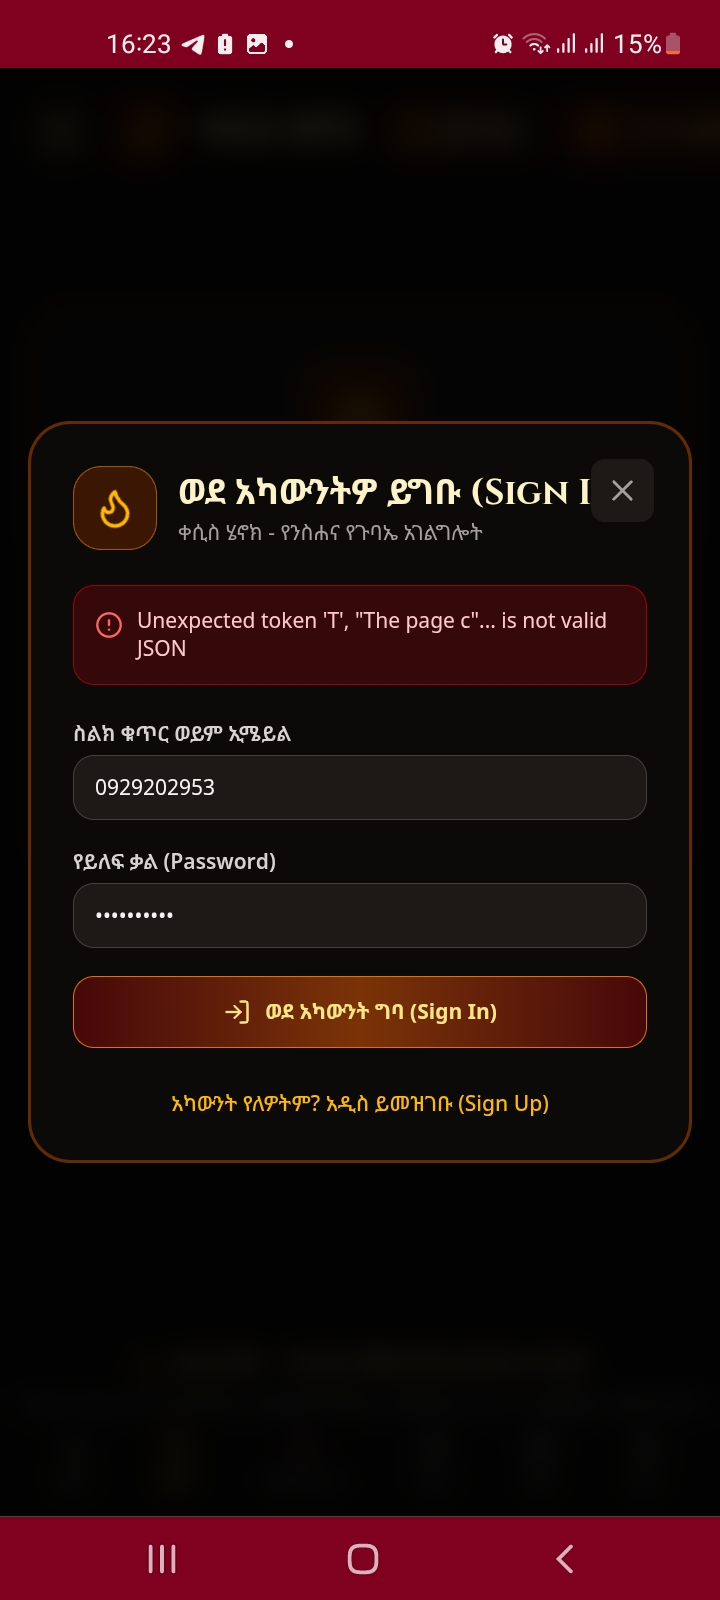 16:23
15%
ወደ አካውንትዎ ይግቡ (SIGN I
ቀሲስ ሄኖክ - የንስሐና የጉባኤ አገልግሎት
Unexpected token 'T', "The page c"... is not valid
JSON
ስልክ ቁጥር ወይም ኢሜይል
0929202953
የይለፍ ቃል (Password)
••••••••••
ወደ አካውንት ግባ (Sign In)
አካውንት የለዎትም? አዲስ ይመዝገቡ (Sign Up)